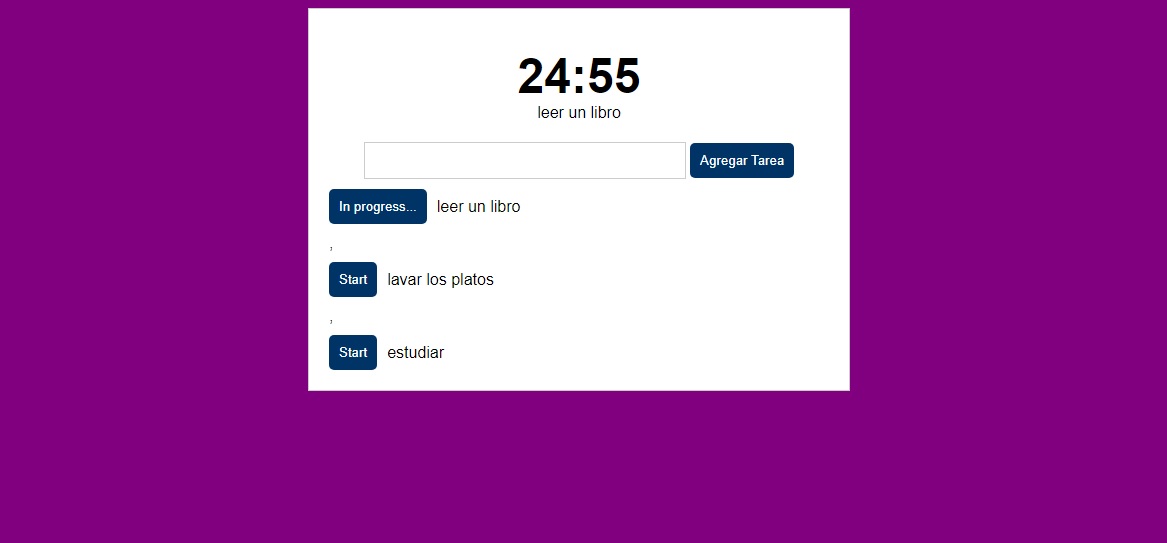 24:55
leer un libro
Agregar Tarea
In progress... leer un libro
,
Start lavar los platos
,
Start estudiar